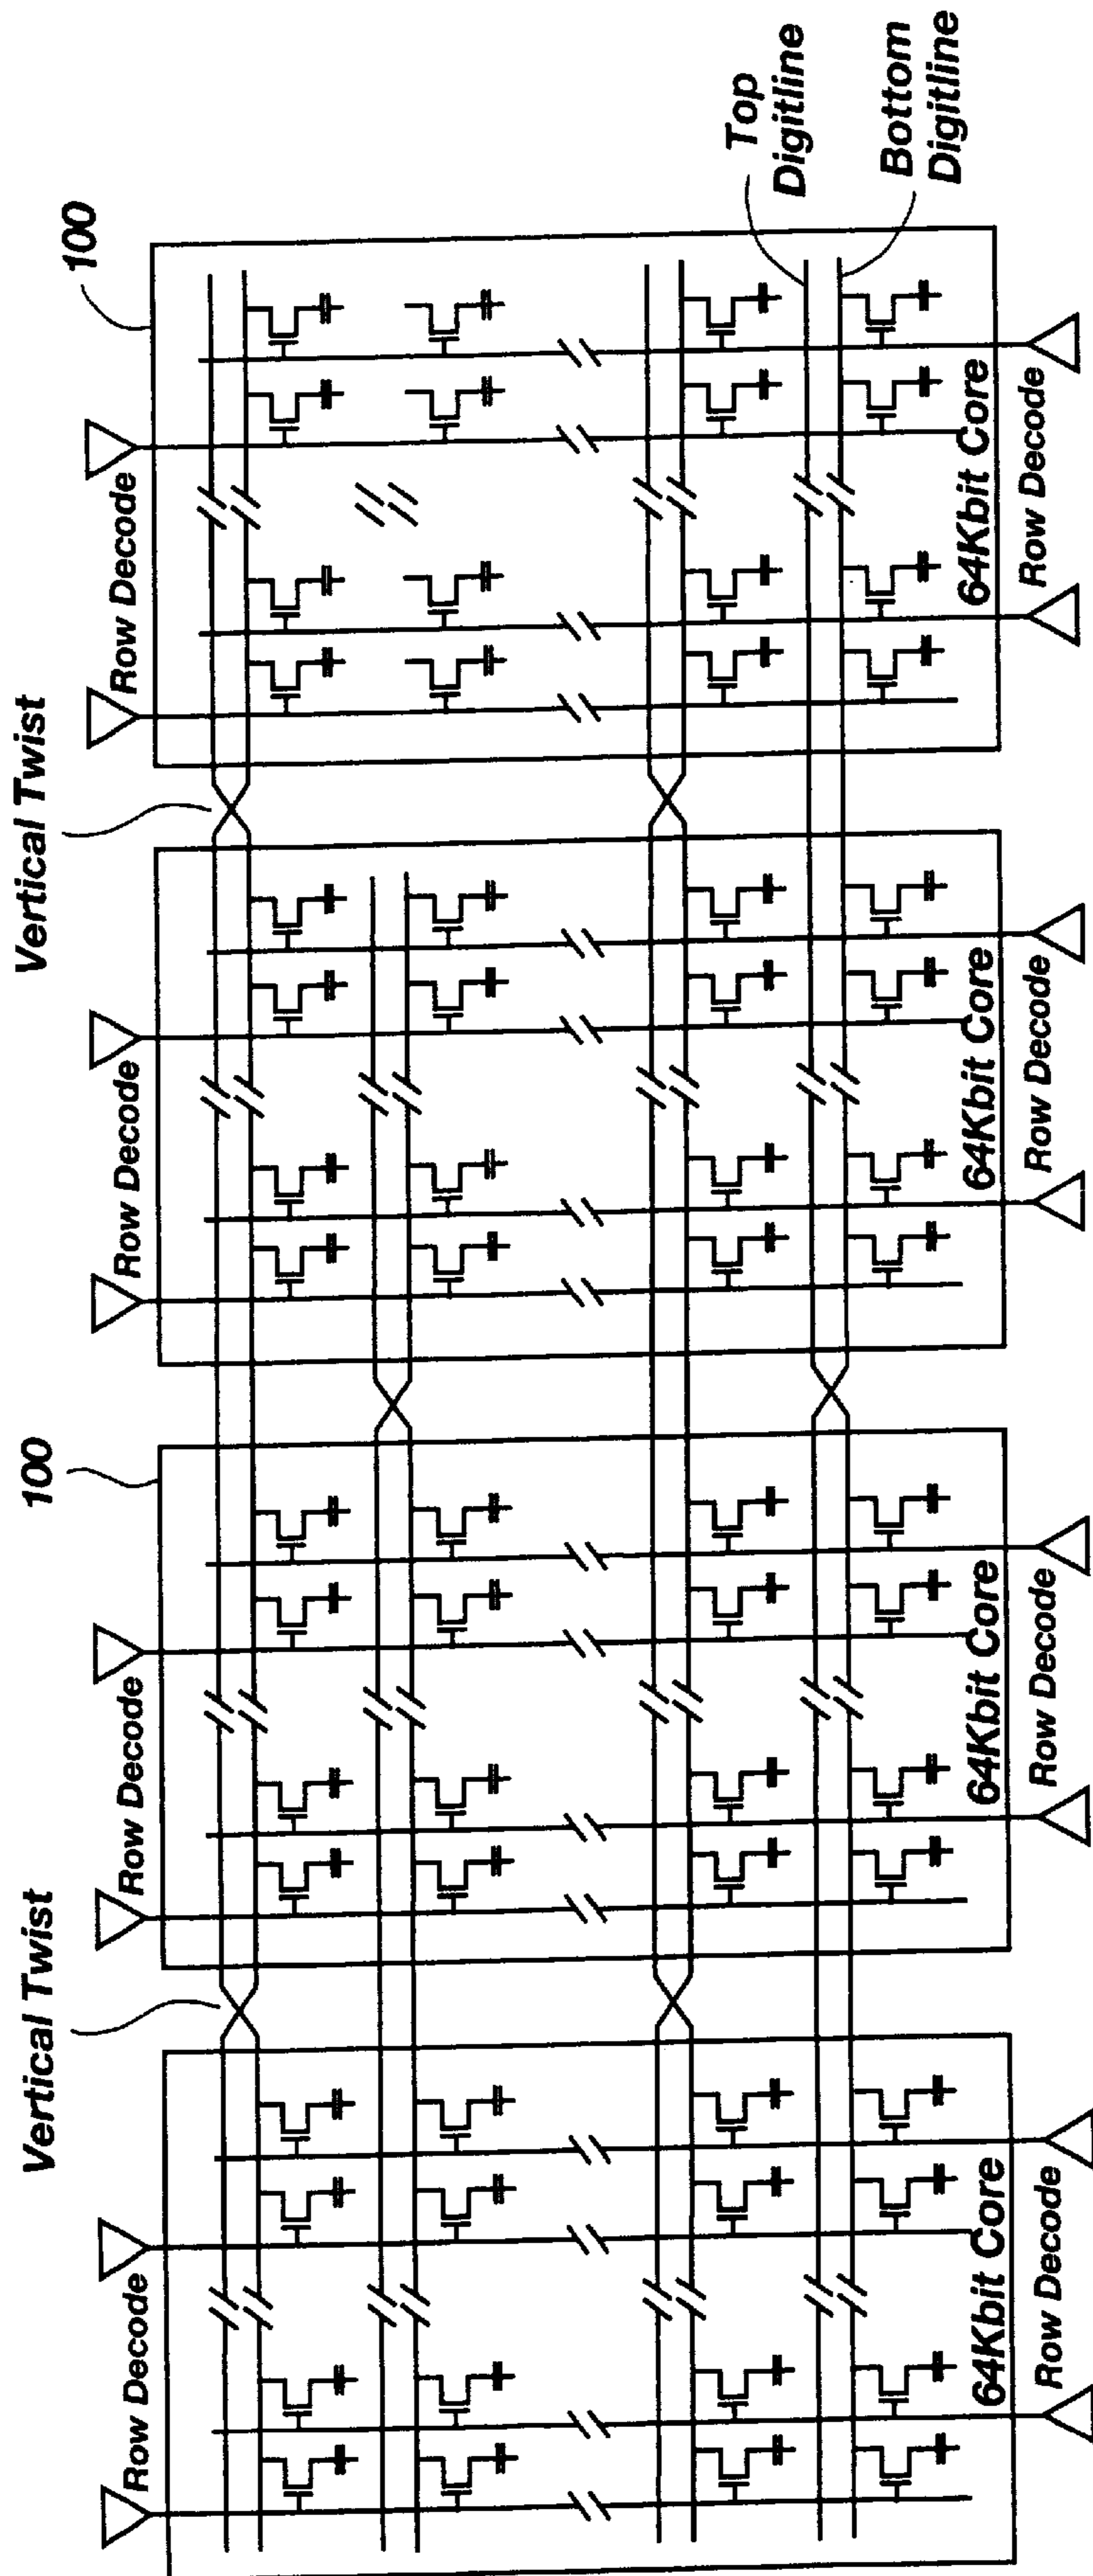 Vertical Twist
Vertical Twist
100
100
Row Decode
Row Decode
Row Decode
Row Decode
Top
Digitline
Bottom
Digitline
64Kbit Core
64Kbit Core
64Kbit Core
64Kbit Core
Row Decode
Row Decode
Row Decode
Row Decode